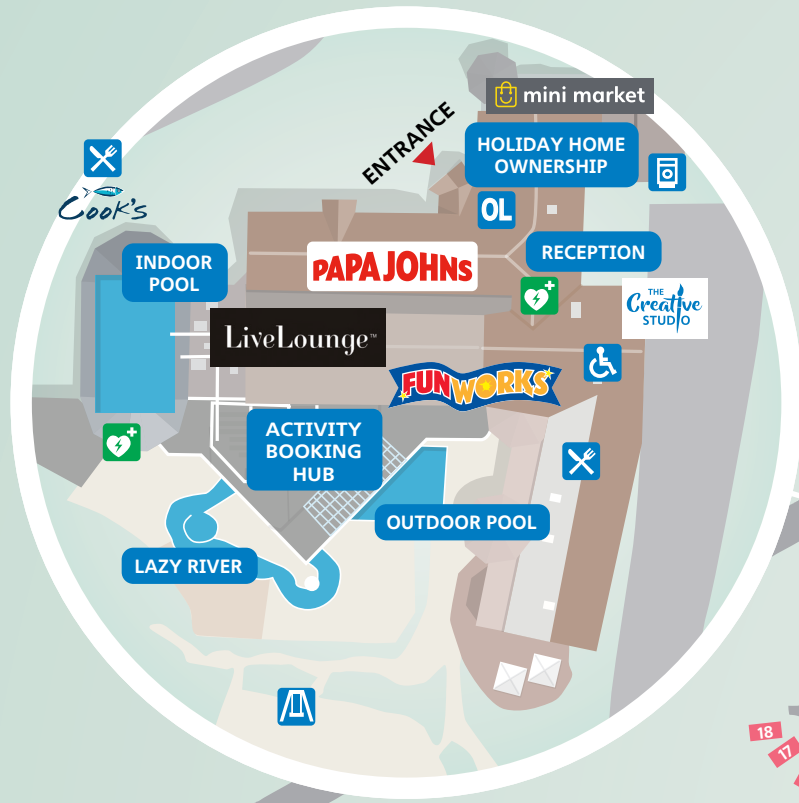 mini market
ENTRANCE
HOLIDAY HOME
OWNERSHIP
Cook's
OL
INDOOR
POOL
PAPA JOHNS
RECEPTION
THE
Creative
STUDIO
LiveLounge™
FUNWORKS
ACTIVITY
BOOKING
HUB
OUTDOOR POOL
LAZY RIVER
18
17